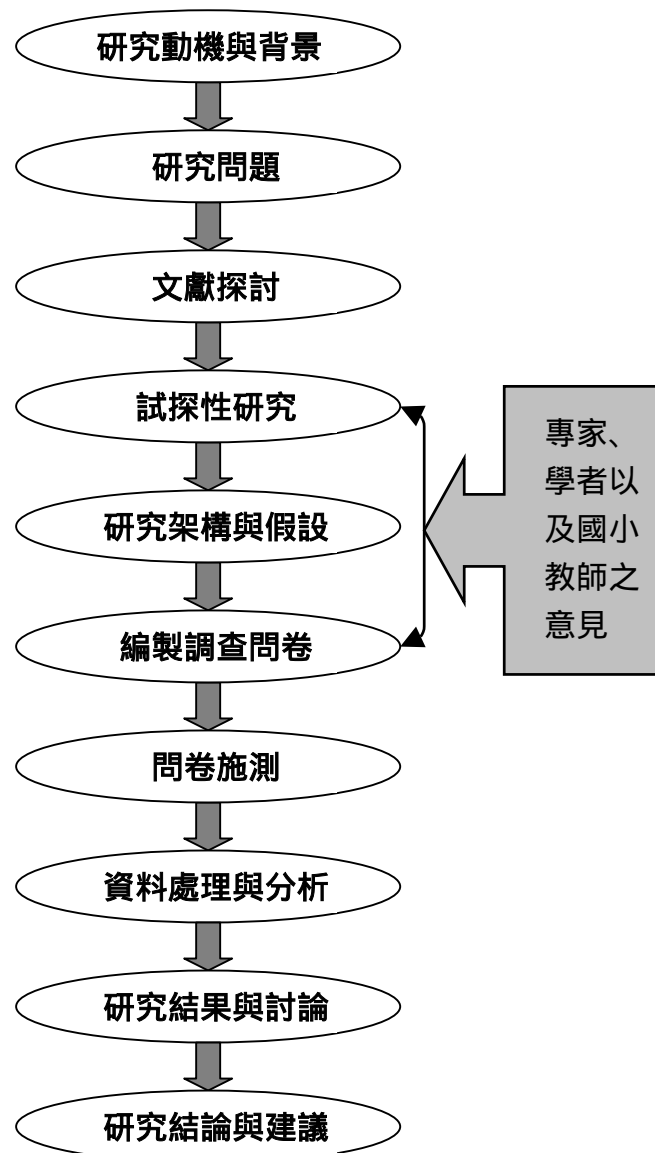 研究動機與背景
研究問題
文獻探討
試探性研究
研究架構與假設
編製調查問卷
問卷施測
資料處理與分析
研究結果與討論
研究結論與建議
專家、
學者以
及國小
教師之
意見